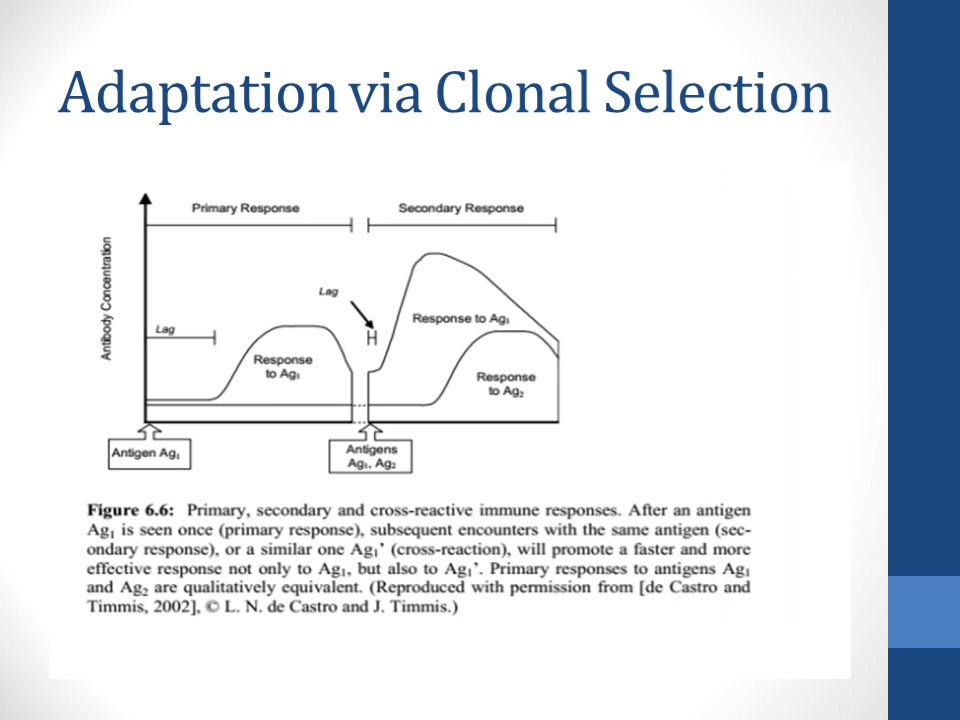 Adaptation via Clonal Selection
Primary Response
Secondary Response
Antibody Concentration
Lag
Lag
Response to Ag₁
Response
to Ag₁
Response
to Ag₂
Antigen Ag₁
Antigens
Ag₁, Ag₂
Figure 6.6: Primary, secondary and cross-reactive immune responses. After an antigen
Ag₁ is seen once (primary response), subsequent encounters with the same antigen (sec-
ondary response), or a similar one Ag₁’ (cross-reaction), will promote a faster and more
effective response not only to Ag₁, but also to Ag₁’. Primary responses to antigens Ag₁
and Ag₂ are qualitatively equivalent. (Reproduced with permission from [de Castro and
Timmis, 2002], © L. N. de Castro and J. Timmis.)